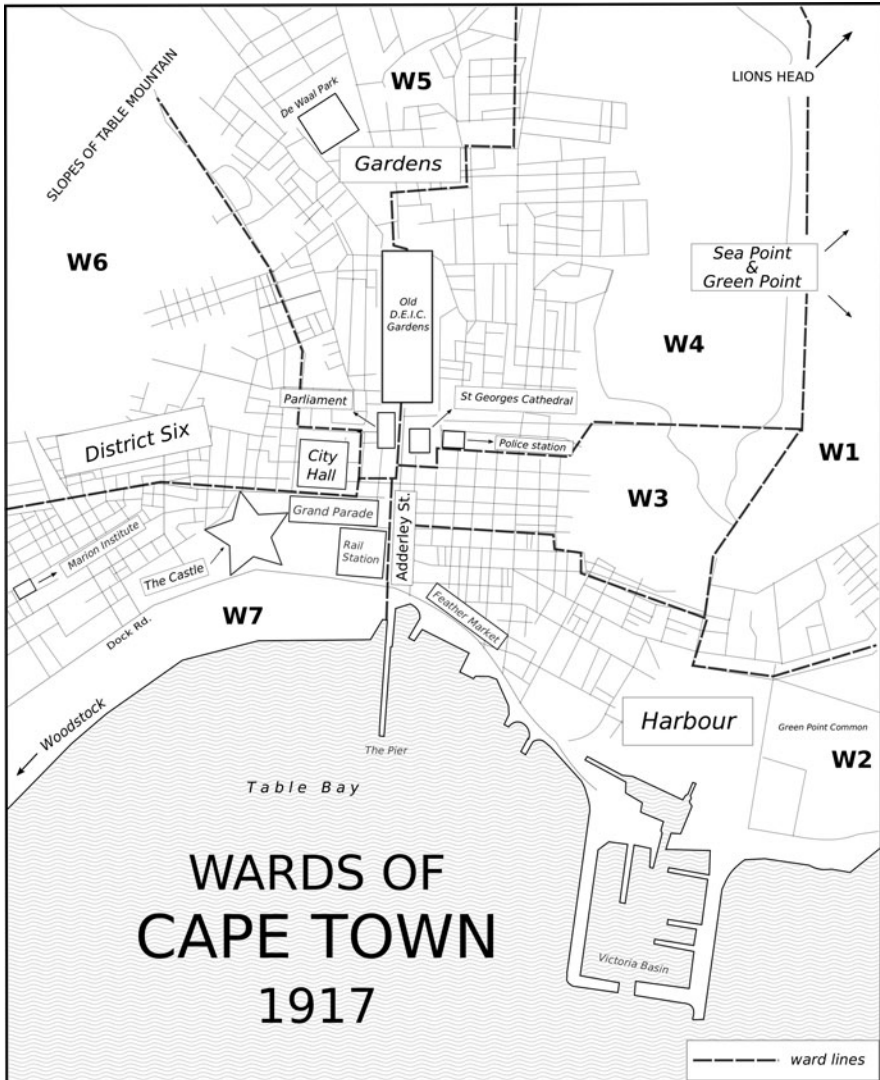 W5
LIONS HEAD
De Waal Park
SLOPES OF TABLE MOUNTAIN
Gardens
W6
Sea Point
&
Green Point
Old
D.E.I.C.
Gardens
W4
Parliament
St Georges Cathedral
District Six
Police station
City
Hall
W1
W3
Grand Parade
Adderley St.
Marion Institute
Rail
Station
The Castle
Feather Market
W7
Dock Rd.
Woodstock
Harbour
Green Point Common
The Pier
W2
Table Bay
WARDS OF
CAPE TOWN
1917
Victoria Basin
ward lines